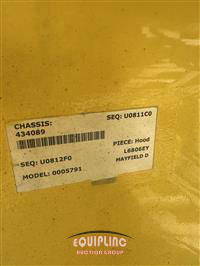 CHASSIS:
434089
SEQ: U0811C0
SEQ: U0812F0
PIECE: Hood
L6806EY
MODEL: 0005791
MAYFIELD D
EQUIPLINC
AUCTION GROUP